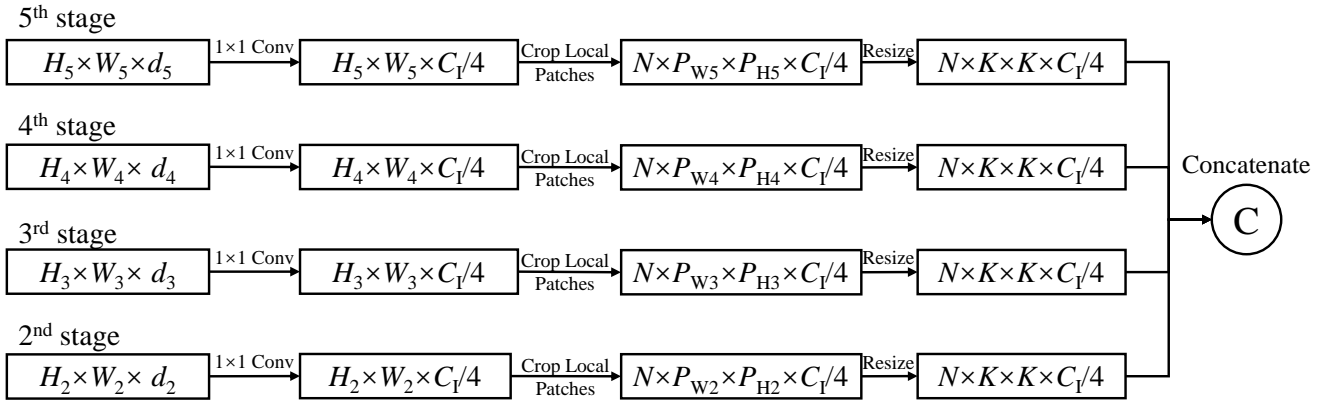 5th stage
H5×W5×d5
1×1 Conv
H5×W5×CI/4
Crop Local
Patches
N×PW5×PH5×CI/4
Resize
N×K×K×CI/4
4th stage
H4×W4× d4
1×1 Conv
H4×W4×CI/4
Crop Local
Patches
N×PW4×PH4×CI/4
Resize
N×K×K×CI/4
Concatenate
C
3rd stage
H3×W3× d3
1×1 Conv
H3×W3×CI/4
Crop Local
Patches
N×PW3×PH3×CI/4
Resize
N×K×K×CI/4
2nd stage
H2×W2× d2
1×1 Conv
H2×W2×CI/4
Crop Local
Patches
N×PW2×PH2×CI/4
Resize
N×K×K×CI/4